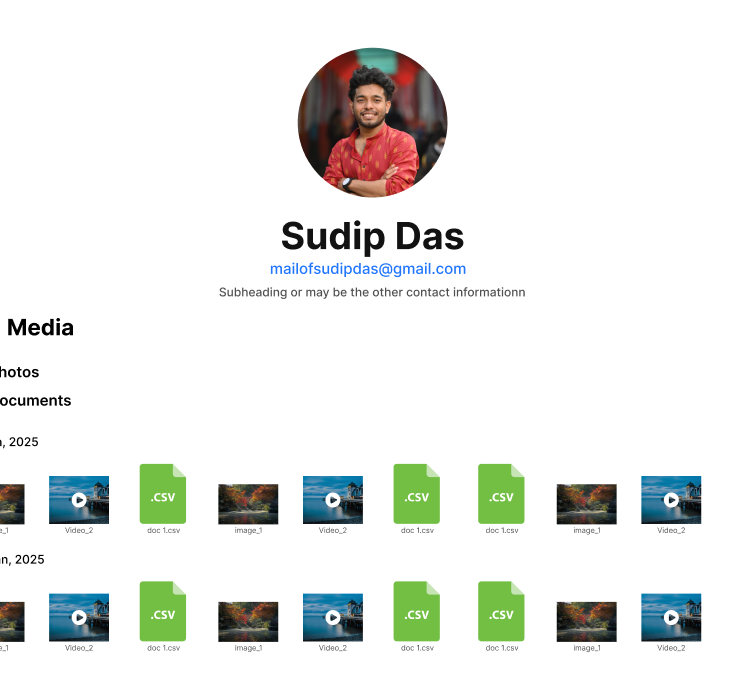 Sudip Das
mailofsudipdas@gmail.com
Subheading or may be the other contact informationn
Media
hotos
ocuments
, 2025
.CSV .CSV .CSV
_1 Video_2 doc 1.csv image_1 Video_2 doc 1.csv doc 1.csv image_1 Video_2
n, 2025
.CSV .CSV .CSV
_1 Video_2 doc 1.csv image_1 Video_2 doc 1.csv doc 1.csv image_1 Video_2